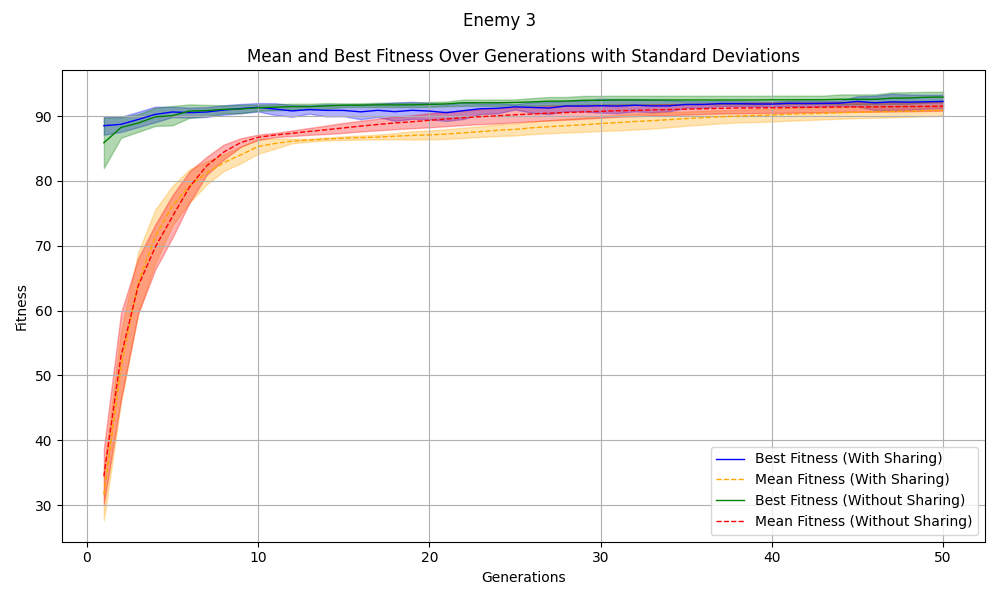 Enemy 3
Mean and Best Fitness Over Generations with Standard Deviations
Fitness
90
80
70
60
50
40
30
0
10
20
30
40
50
Generations
Best Fitness (With Sharing)
Mean Fitness (With Sharing)
Best Fitness (Without Sharing)
Mean Fitness (Without Sharing)